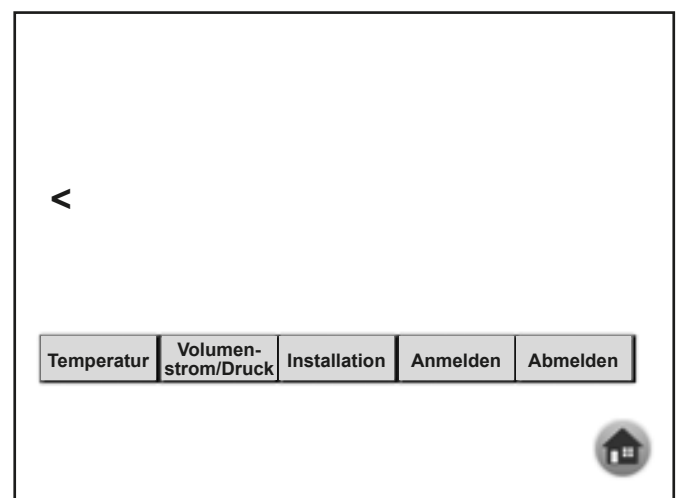 <
Temperatur
Volumen-
strom/Druck
Installation
Anmelden
Abmelden